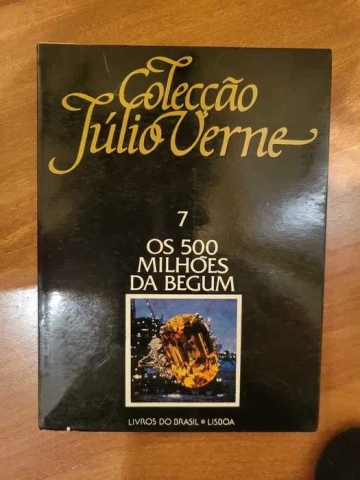 Colecção
Júlio Verne
7
OS 500
MILHÕES
DA BEGUM
LIVROS DO BRASIL • LISBOA